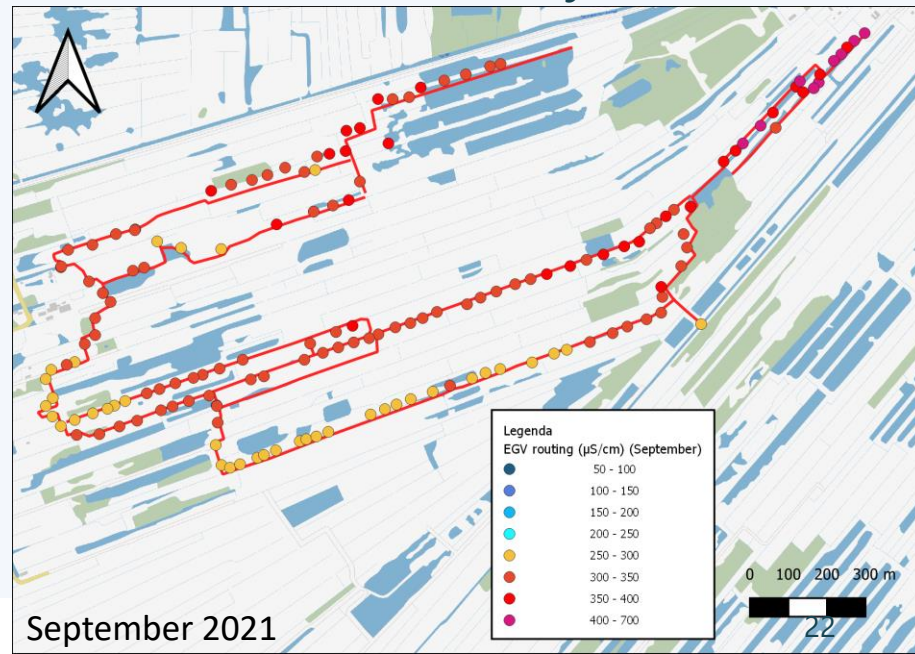 Legenda
EGV routing (µS/cm) (September)
50 - 100
100 - 150
150 - 200
200 - 250
250 - 300
300 - 350
350 - 400
400 - 700
0 100 200 300 m
22
September 2021